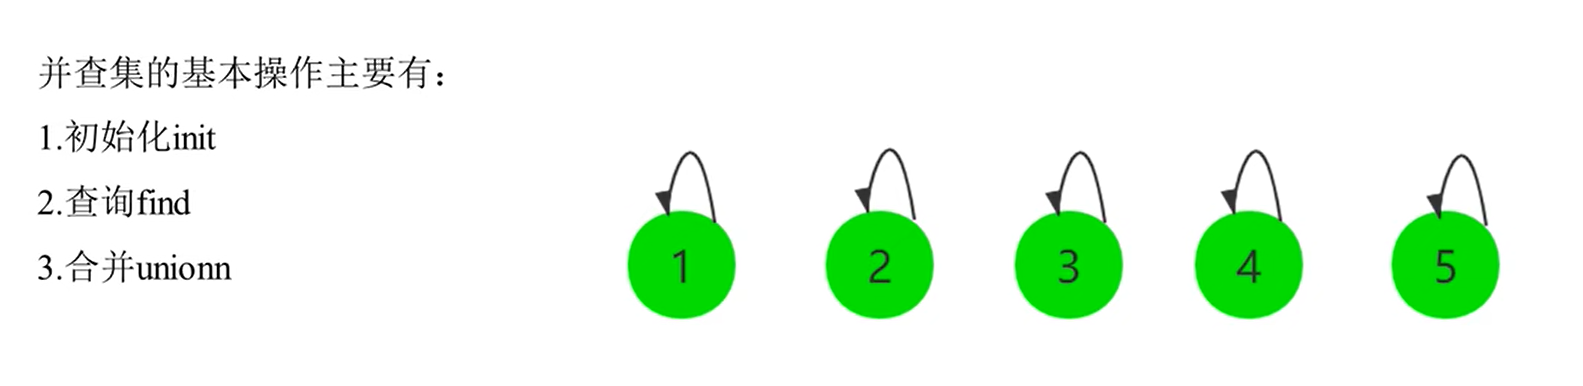 并查集的基本操作主要有：
1.初始化init
2.查询find
3.合并unionn
1 2 3 4 5